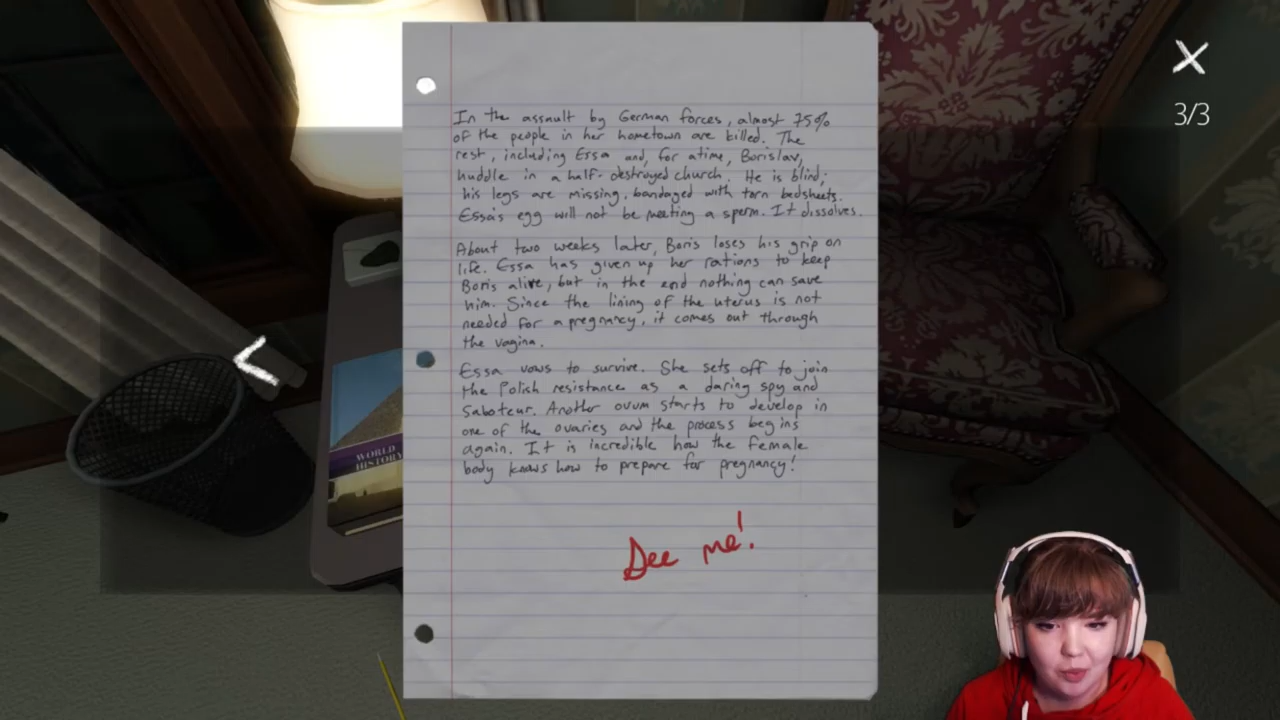 3/3
In the assault by German forces, almost 75%
of the people in her hometown are killed. The
rest, including Essa and, for a time, Borislav,
huddle in a half-destroyed church. He is blind;
his legs are missing, bandaged with torn bedsheets.
Essa's egg will not be meeting a sperm. It dissolves.
About two weeks later, Boris loses his grip on
life. Essa has given up her rations to keep
Boris alive, but in the end nothing can save
him. Since the lining of the uterus is not
needed for a pregnancy, it comes out through
the vagina.
Essa vows to survive. She sets off to join
the Polish resistance as a daring spy and
saboteur. Another ovum starts to develop in
one of the ovaries and the process begins
again. It is incredible how the female
body knows how to prepare for pregnancy!
See me!
WORLD
HISTORY